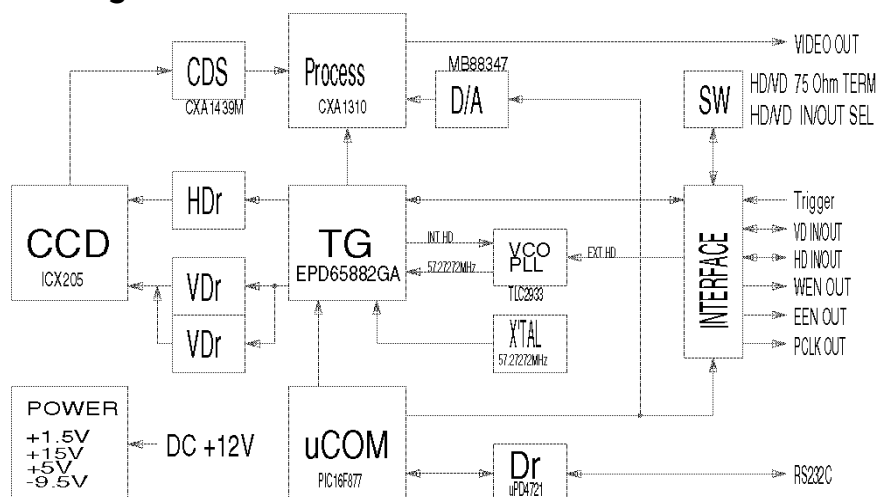 VIDEO OUT
CDS
CXA1439M
Process
CXA1310
MB88347
D/A
SW
HD/VD 75 Ohm TERM
HD/VD IN/OUT SEL
CCD
ICX205
HDr
TG
EPD65882GA
INT HD
57.27272MHz
VCO
PLL
TLC2933
EXT HD
INTERFACE
Trigger
VD IN/OUT
HD IN/OUT
WEN OUT
EEN OUT
PCLK OUT
VDr
VDr
X'TAL
57.27272MHz
POWER
+1.5V
+15V
+5V
-9.5V
DC +12V
uCOM
PIC16F877
Dr
uPD4721
RS232C